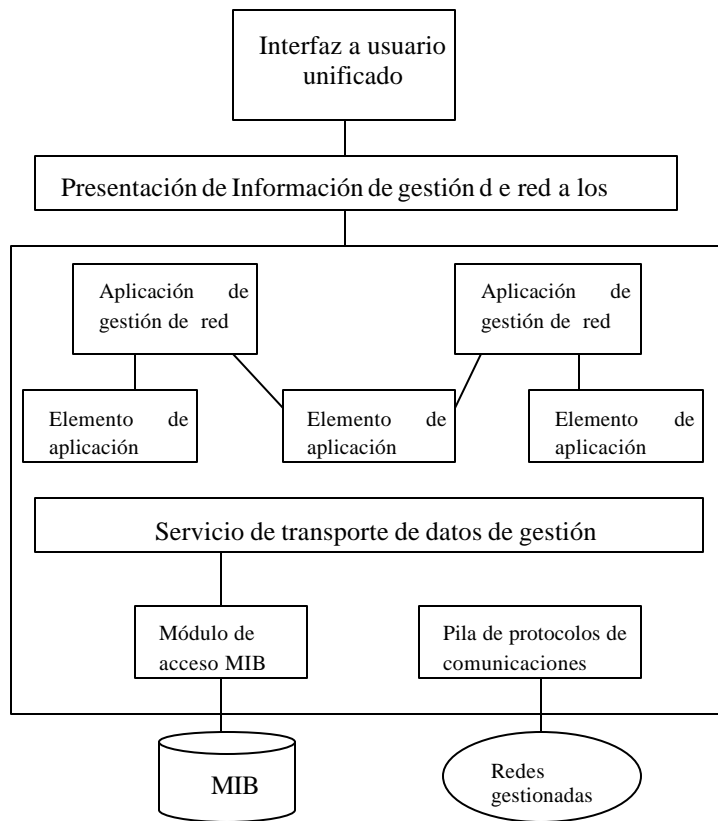 Interfaz a usuario
unificado
Presentación de Información de gestión d e red a los
Aplicación de
gestión de red
Aplicación de
gestión de red
Elemento de
aplicación
Elemento de
aplicación
Elemento de
aplicación
Servicio de transporte de datos de gestión
Módulo de
acceso MIB
Pila de protocolos de
comunicaciones
MIB
Redes
gestionadas